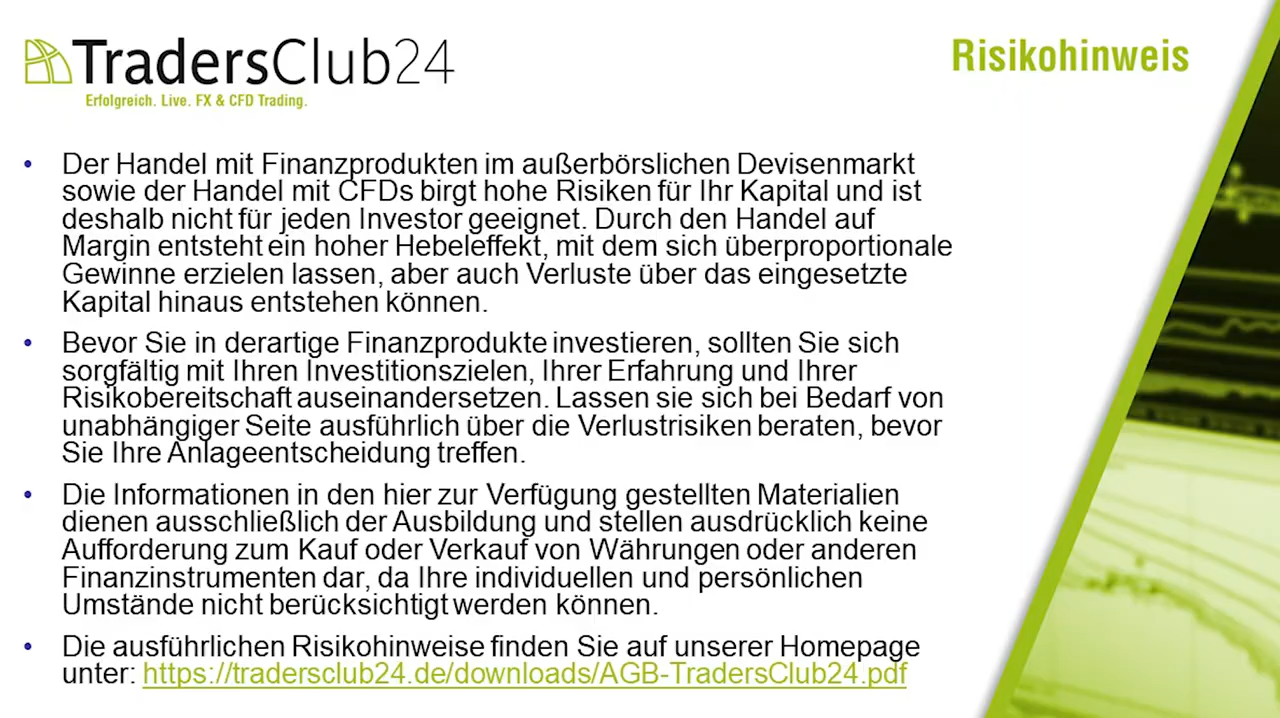 TradersClub24
Risikohinweis
Erfolgreich. Live. FX & CFD Trading.
• Der Handel mit Finanzprodukten im außerbörslichen Devisenmarkt
sowie der Handel mit CFDs birgt hohe Risiken für Ihr Kapital und ist
deshalb nicht für jeden Investor geeignet. Durch den Handel auf
Margin entsteht ein hoher Hebeleffekt, mit dem sich überproportionale
Gewinne erzielen lassen, aber auch Verluste über das eingesetzte
Kapital hinaus entstehen können.
• Bevor Sie in derartige Finanzprodukte investieren, sollten Sie sich
sorgfältig mit Ihren Investitionszielen, Ihrer Erfahrung und Ihrer
Risikobereitschaft auseinandersetzen. Lassen sie sich bei Bedarf von
unabhängiger Seite ausführlich über die Verlustrisiken beraten, bevor
Sie Ihre Anlageentscheidung treffen.
• Die Informationen in den hier zur Verfügung gestellten Materialien
dienen ausschließlich der Ausbildung und stellen ausdrücklich keine
Aufforderung zum Kauf oder Verkauf von Währungen oder anderen
Finanzinstrumenten dar, da Ihre individuellen und persönlichen
Umstände nicht berücksichtigt werden können.
• Die ausführlichen Risikohinweise finden Sie auf unserer Homepage
unter: https://tradersclub24.de/downloads/AGB-TradersClub24.pdf